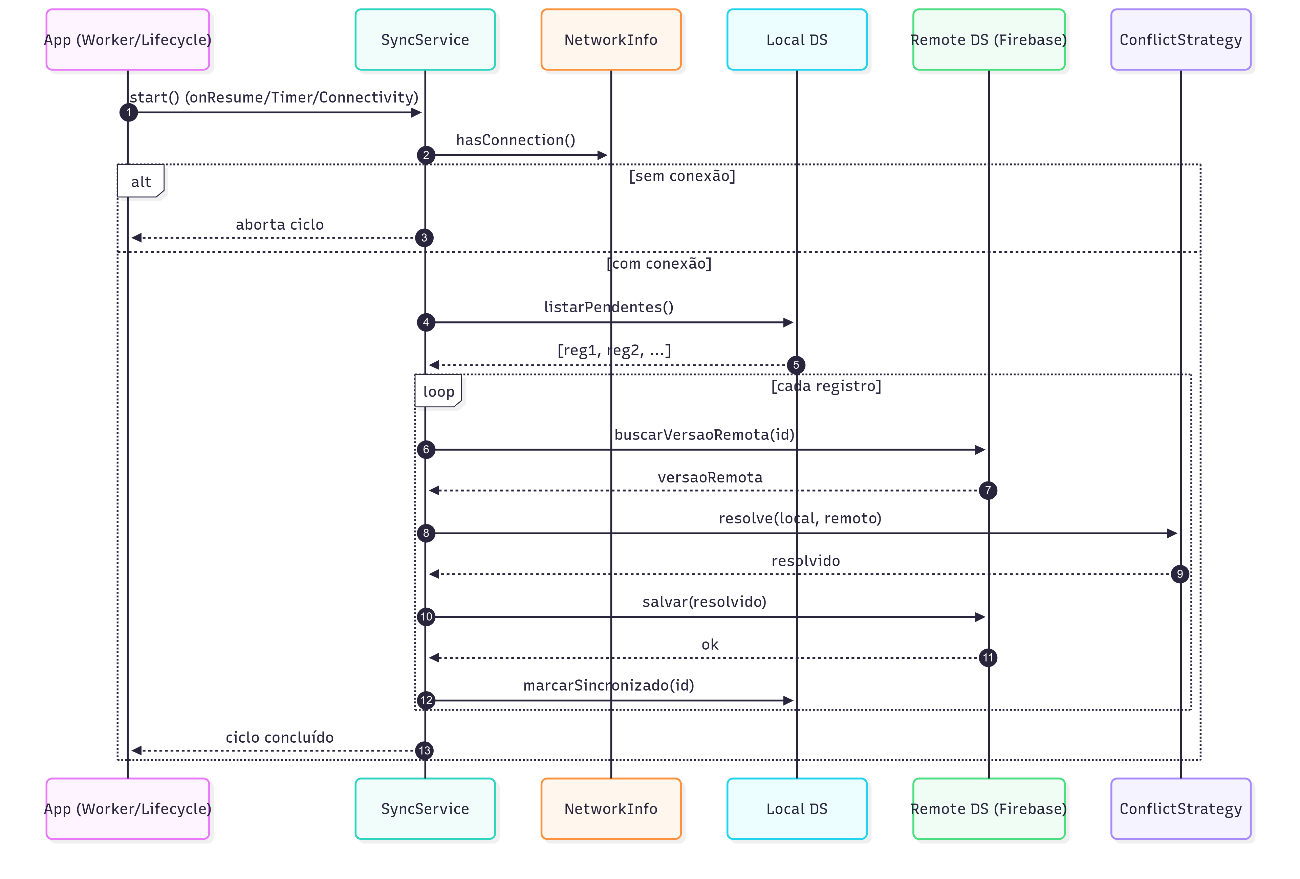 App (Worker/Lifecycle)
SyncService
NetworkInfo
Local DS
Remote DS (Firebase)
ConflictStrategy
start() (onResume/Timer/Connectivity)
1
hasConnection()
2
alt
[sem conexão]
aborta ciclo
3
[com conexão]
listarPendentes()
4
[reg1, reg2, ...]
5
loop
[cada registro]
buscarVersaoRemota(id)
6
versaoRemota
7
resolve(local, remoto)
8
resolvido
9
salvar(resolvido)
10
ok
11
marcarSincronizado(id)
12
ciclo concluído
13
App (Worker/Lifecycle)
SyncService
NetworkInfo
Local DS
Remote DS (Firebase)
ConflictStrategy